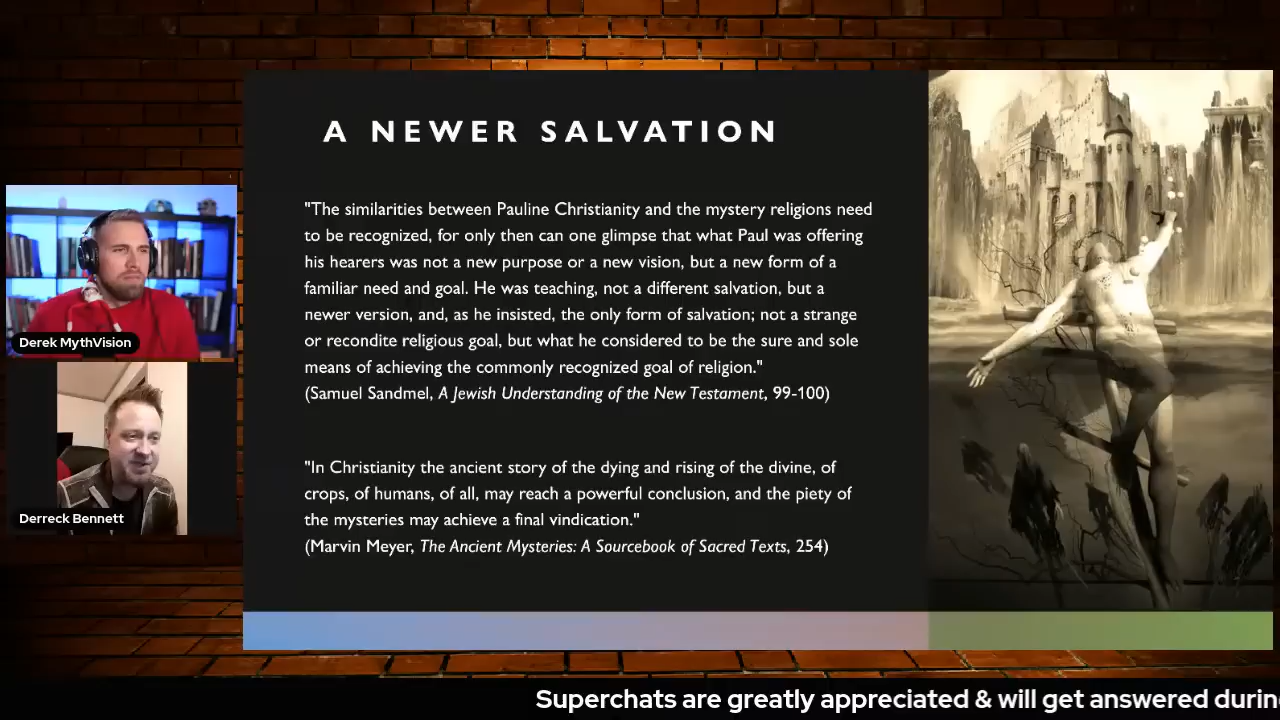 A NEWER SALVATION
"The similarities between Pauline Christianity and the mystery religions need
to be recognized, for only then can one glimpse that what Paul was offering
his hearers was not a new purpose or a new vision, but a new form of a
familiar need and goal. He was teaching, not a different salvation, but a
newer version, and, as he insisted, the only form of salvation; not a strange
or recondite religious goal, but what he considered to be the sure and sole
means of achieving the commonly recognized goal of religion."
(Samuel Sandmel, A Jewish Understanding of the New Testament, 99-100)
"In Christianity the ancient story of the dying and rising of the divine, of
crops, of humans, of all, may reach a powerful conclusion, and the piety of
the mysteries may achieve a final vindication."
(Marvin Meyer, The Ancient Mysteries: A Sourcebook of Sacred Texts, 254)
Derek MythVision
Derreck Bennett
Superchats are greatly appreciated & will get answered durin